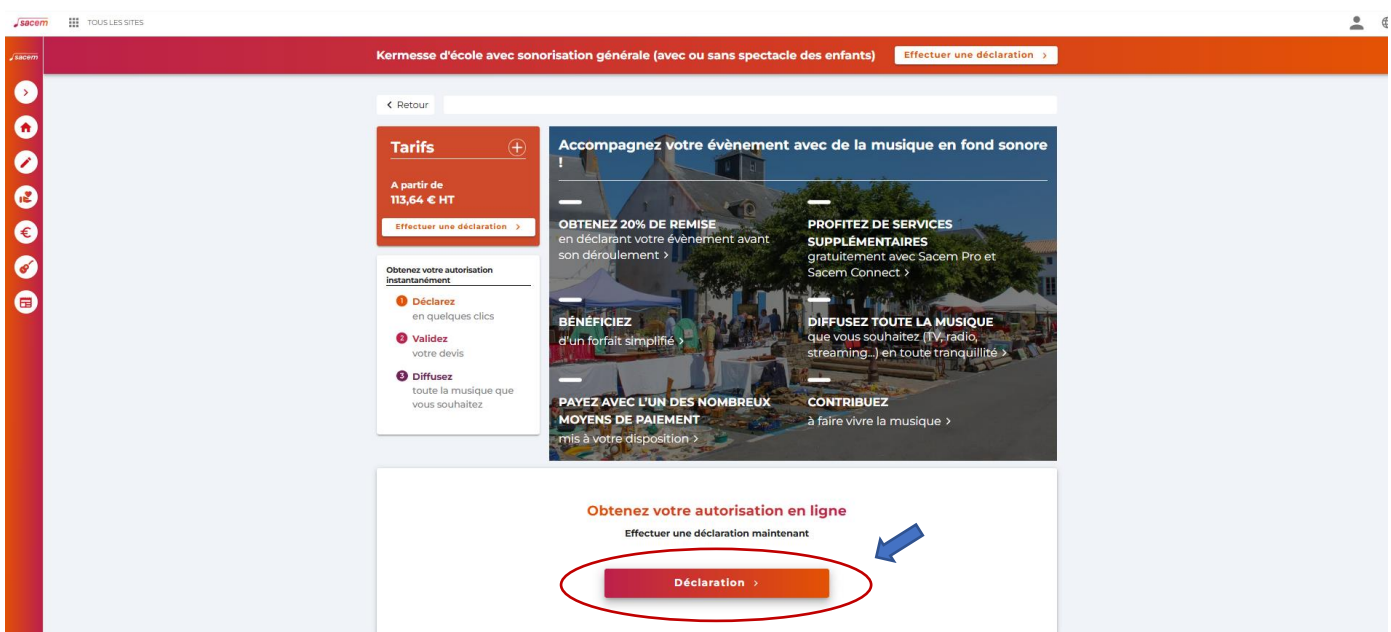 sacem
TOUS LES SITES
sacem
Kermesse d'école avec sonorisation générale (avec ou sans spectacle des enfants)
Effectuer une déclaration >
< Retour
Tarifs
A partir de
113,64 € HT
Effectuer une déclaration >
Obtenez votre autorisation
instantanément
1 Déclarez
en quelques clics
2 Validez
votre devis
3 Diffusez
toute la musique que
vous souhaitez
Accompagnez votre évènement avec de la musique en fond sonore
!
OBTENEZ 20% DE REMISE
en déclarant votre évènement avant
son déroulement >
PROFITEZ DE SERVICES
SUPPLÉMENTAIRES
gratuitement avec Sacem Pro et
Sacem Connect >
BÉNÉFICIEZ
d'un forfait simplifié >
DIFFUSEZ TOUTE LA MUSIQUE
que vous souhaitez (TV, radio,
streaming...) en toute tranquillité >
PAYEZ AVEC L'UN DES NOMBREUX
MOYENS DE PAIEMENT
mis à votre disposition >
CONTRIBUEZ
à faire vivre la musique >
Obtenez votre autorisation en ligne
Effectuer une déclaration maintenant
Déclaration >